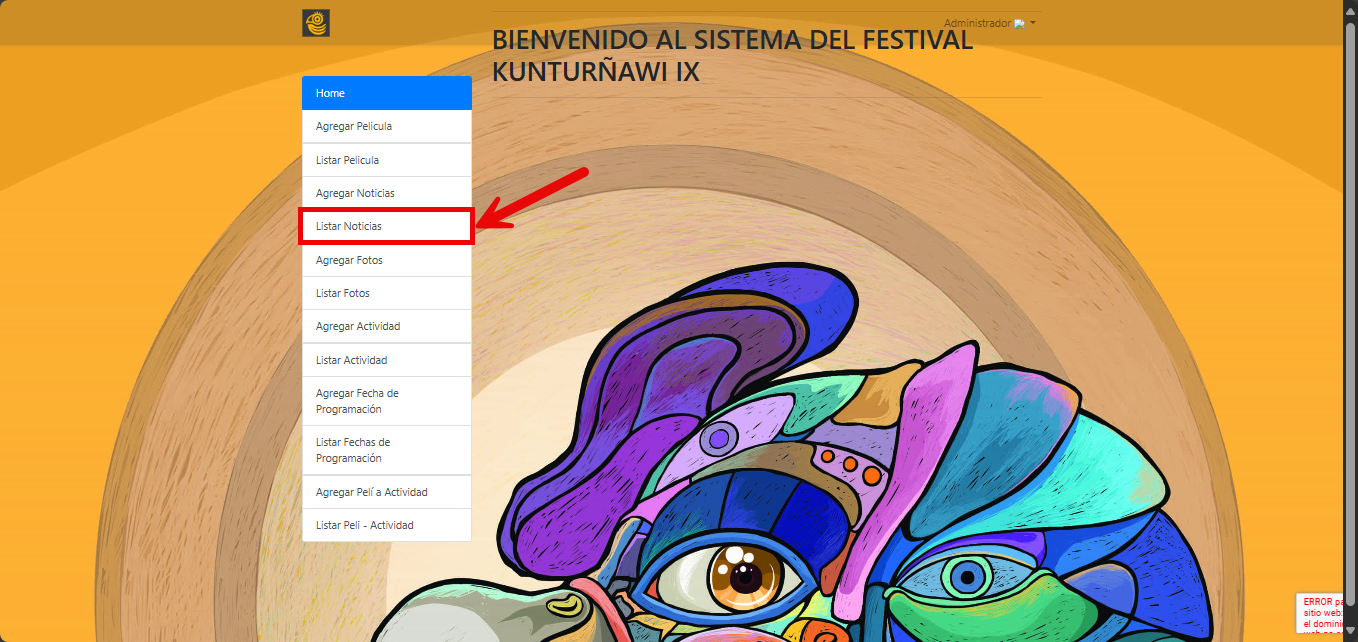 Administrador
BIENVENIDO AL SISTEMA DEL FESTIVAL
KUNTURÑAWI IX
Home
Agregar Pelicula
Listar Pelicula
Agregar Noticias
Listar Noticias
Agregar Fotos
Listar Fotos
Agregar Actividad
Listar Actividad
Agregar Fecha de
Programación
Listar Fechas de
Programación
Agregar Pelí a Actividad
Listar Peli - Actividad
ERROR pa
sitio web:
el domini